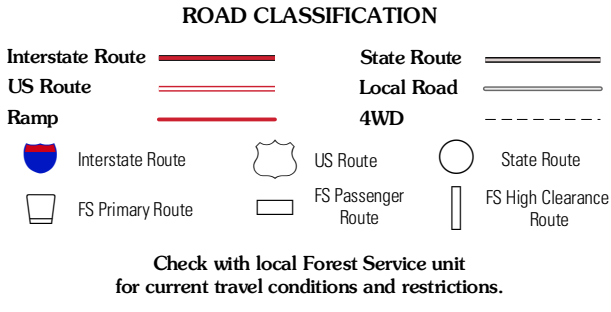 ROAD CLASSIFICATION
Interstate Route
State Route
US Route
Local Road
Ramp
4WD
Interstate Route
US Route
State Route
FS Primary Route
FS Passenger
Route
FS High Clearance
Route
Check with local Forest Service unit
for current travel conditions and restrictions.